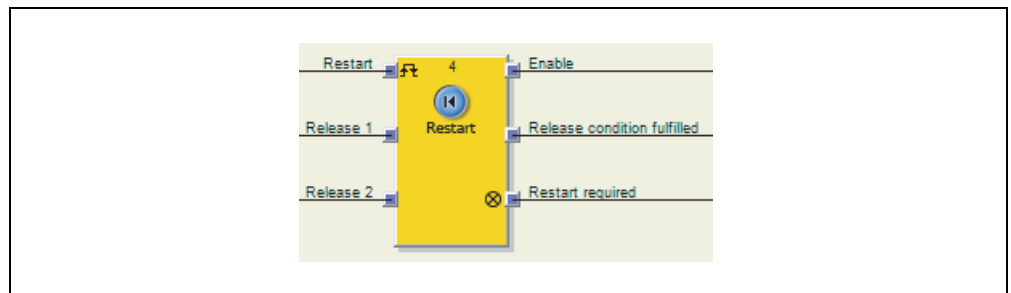 Restart 4 Enable
Release 1 Restart Release condition fulfilled
Release 2 Restart required